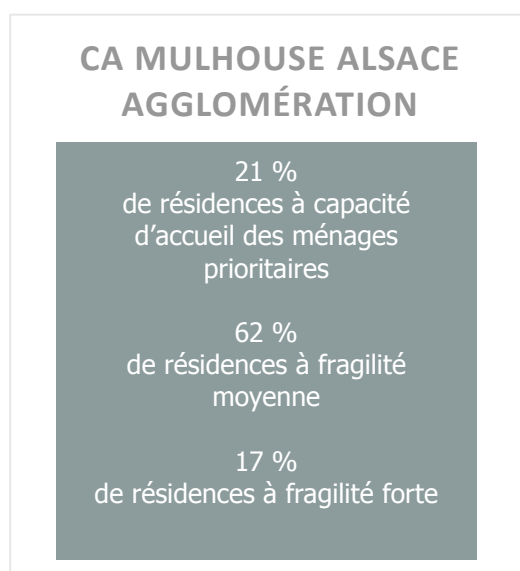 CA MULHOUSE ALSACE
AGGLOMÉRATION
21 %
de résidences à capacité
d’accueil des ménages
prioritaires
62 %
de résidences à fragilité
moyenne
17 %
de résidences à fragilité forte